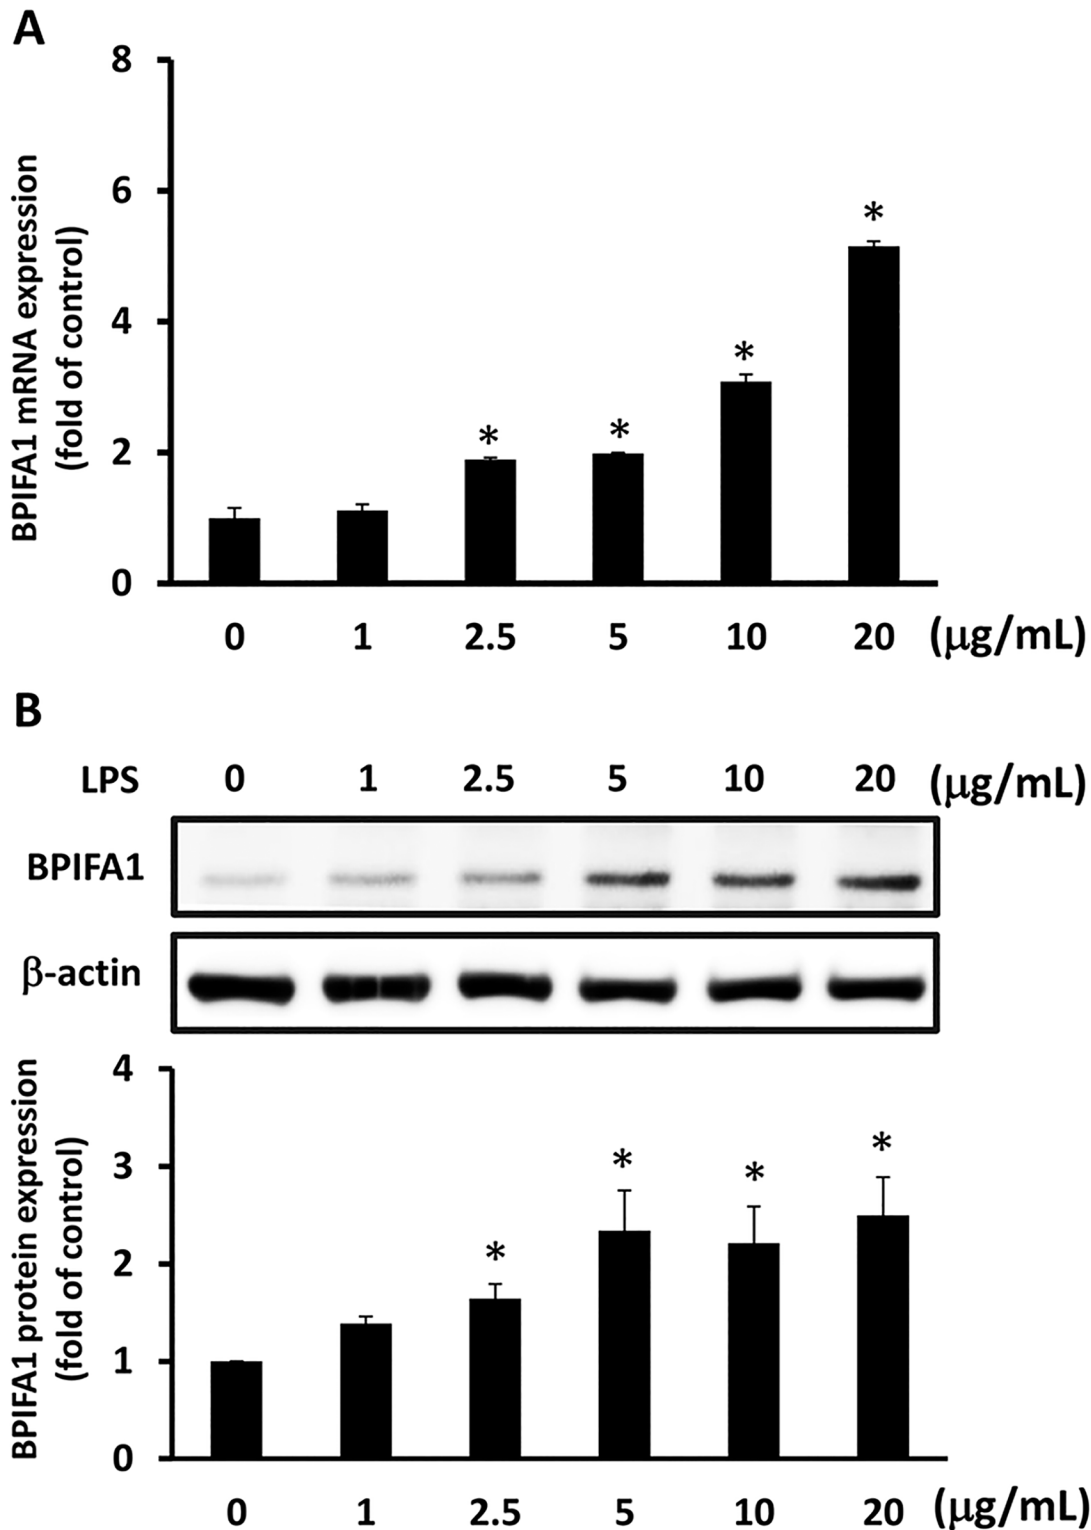 A
8
6
4
2
0
BPIFA1 mRNA expression
(fold of control)
*
*
*
*
0 1 2.5 5 10 20 (μg/mL)
B
LPS 0 1 2.5 5 10 20 (μg/mL)
BPIFA1
β-actin
4
3
2
1
0
BPIFA1 protein expression
(fold of control)
*
*
*
*
0 1 2.5 5 10 20 (μg/mL)